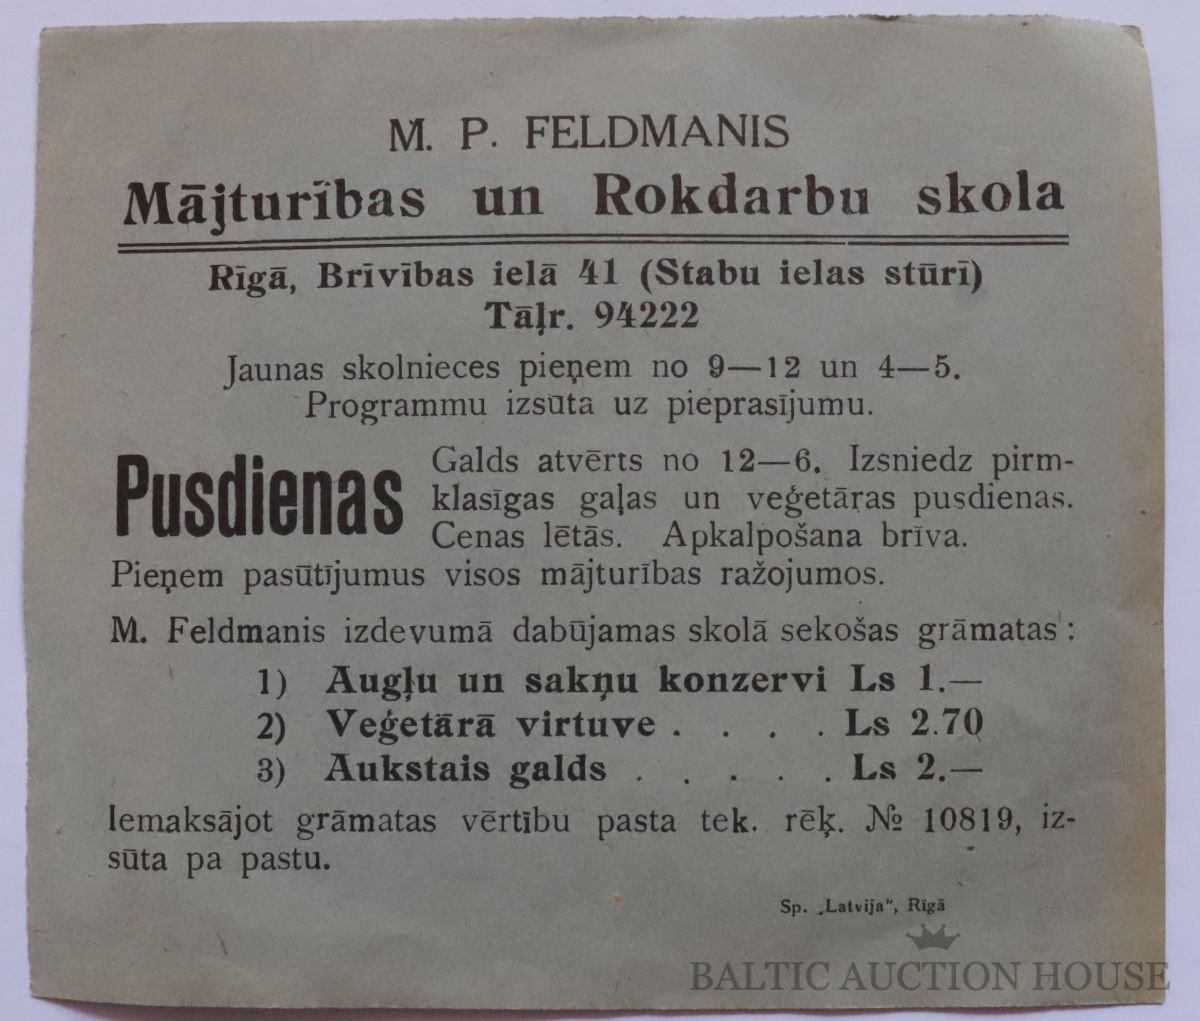 M. P. FELDMANIS
Mājturības un Rokdarbu skola
Rīgā, Brīvības ielā 41 (Stabu ielas stūrī)
Tāļr. 94222
Jaunas skolnieces pieņem no 9—12 un 4—5.
Programmu izsūta uz pieprasījumu.
Pusdienas
Galds atvērts no 12—6. Izsniedz pirm-
klasīgas gaļas un veģetāras pusdienas.
Cenas lētās. Apkalpošana brīva.
Pieņem pasūtījumus visos mājturības ražojumos.
M. Feldmanis izdevumā dabūjamas skolā sekošas grāmatas:
1) Augļu un sakņu konzervi Ls 1.—
2) Veģetārā virtuve . . . . Ls 2.70
3) Aukstais galds . . . . . Ls 2.—
Iemaksājot grāmatas vērtību pasta tek. rēķ. № 10819, iz-
sūta pa pastu.
Sp. „Latvija“, Rīgā
BALTIC AUCTION HOUSE